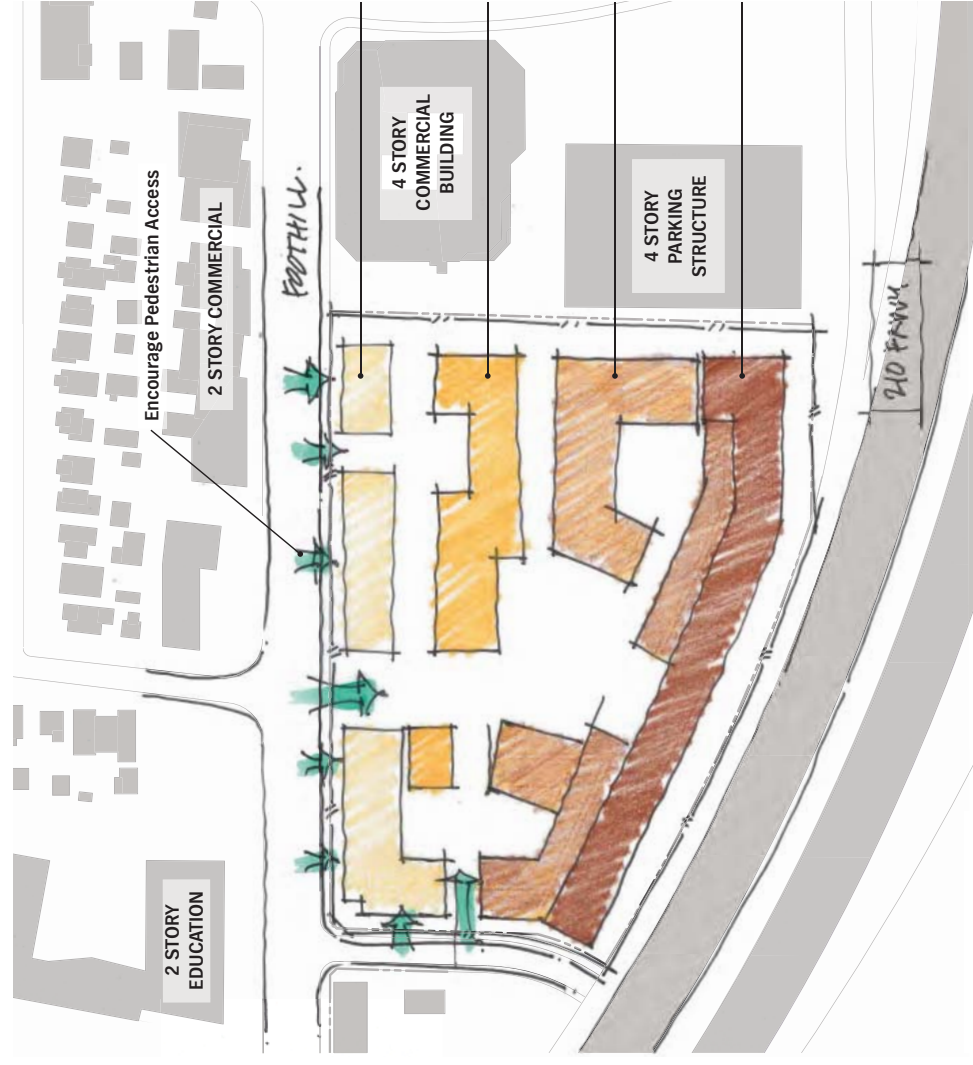 4 STORY
COMMERCIAL
BUILDING
4 STORY
PARKING
STRUCTURE
Encourage Pedestrian Access
2 STORY COMMERCIAL
FOOTHILL.
210 FRWY
2 STORY
EDUCATION